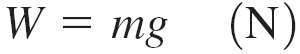 W = mg (N)